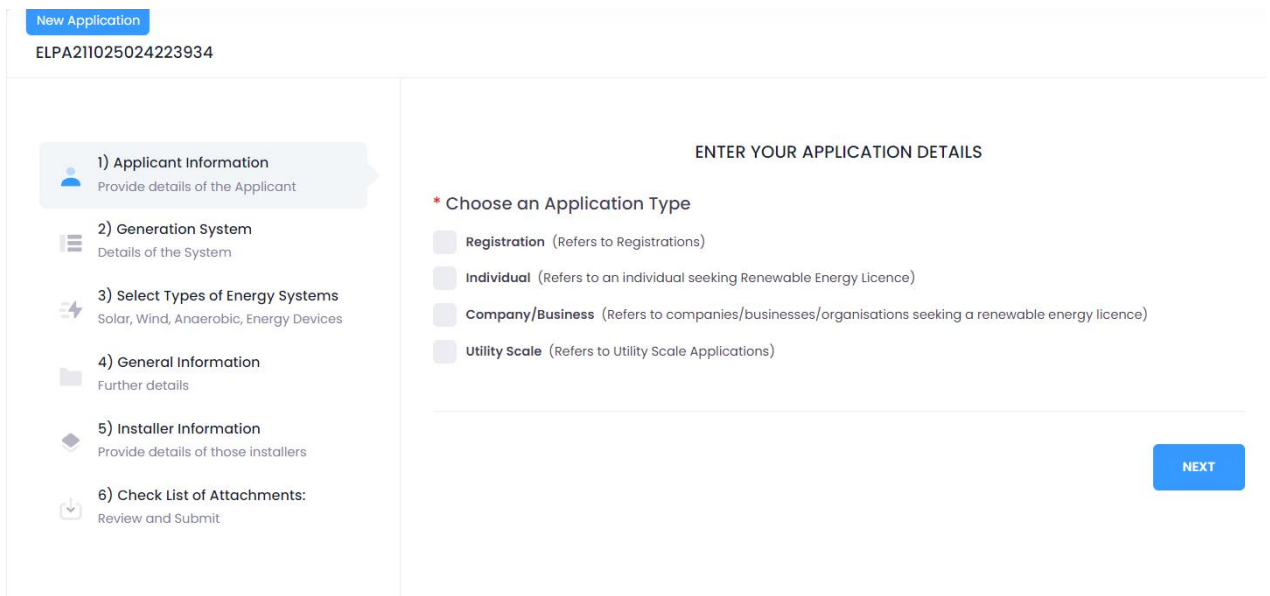 New Application
ELPA211025024223934
1) Applicant Information
Provide details of the Applicant
2) Generation System
Details of the System
3) Select Types of Energy Systems
Solar, Wind, Anaerobic, Energy Devices
4) General Information
Further details
5) Installer Information
Provide details of those installers
6) Check List of Attachments:
Review and Submit
ENTER YOUR APPLICATION DETAILS
* Choose an Application Type
Registration (Refers to Registrations)
Individual (Refers to an individual seeking Renewable Energy Licence)
Company/Business (Refers to companies/businesses/organisations seeking a renewable energy licence)
Utility Scale (Refers to Utility Scale Applications)
NEXT